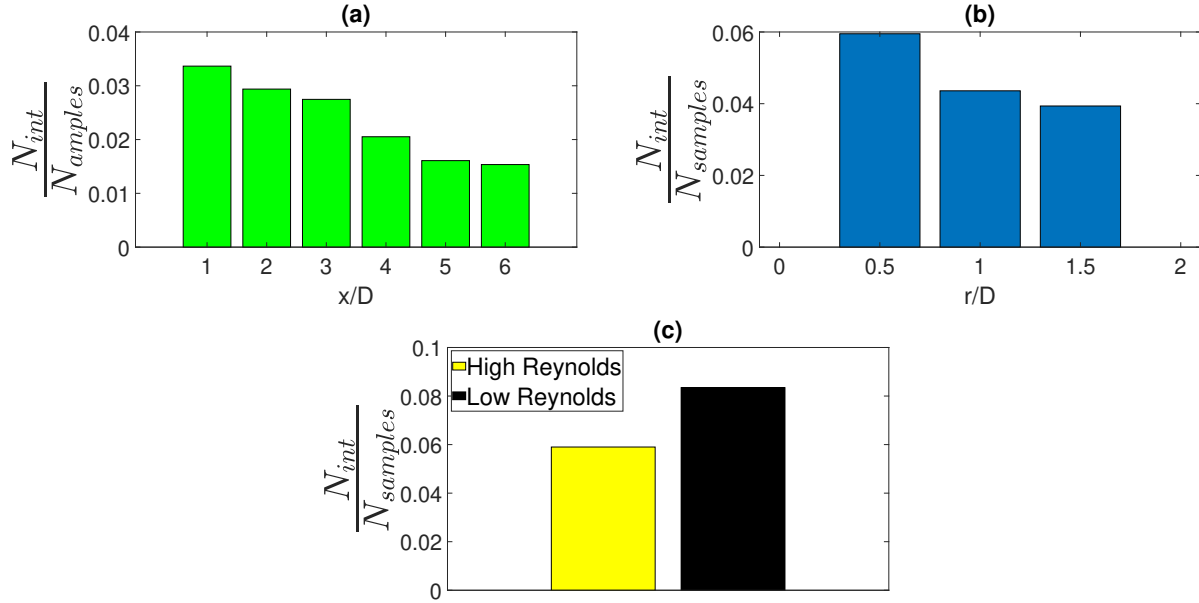 (a)
0.04
0.03
0.02
0.01
0
N_int
N_amples
1 2 3 4 5 6
x/D
(b)
0.06
0.04
0.02
0
N_int
N_samples
0 0.5 1 1.5 2
r/D
(c)
0.1
0.08
0.06
0.04
0.02
0
N_int
N_samples
High Reynolds
Low Reynolds